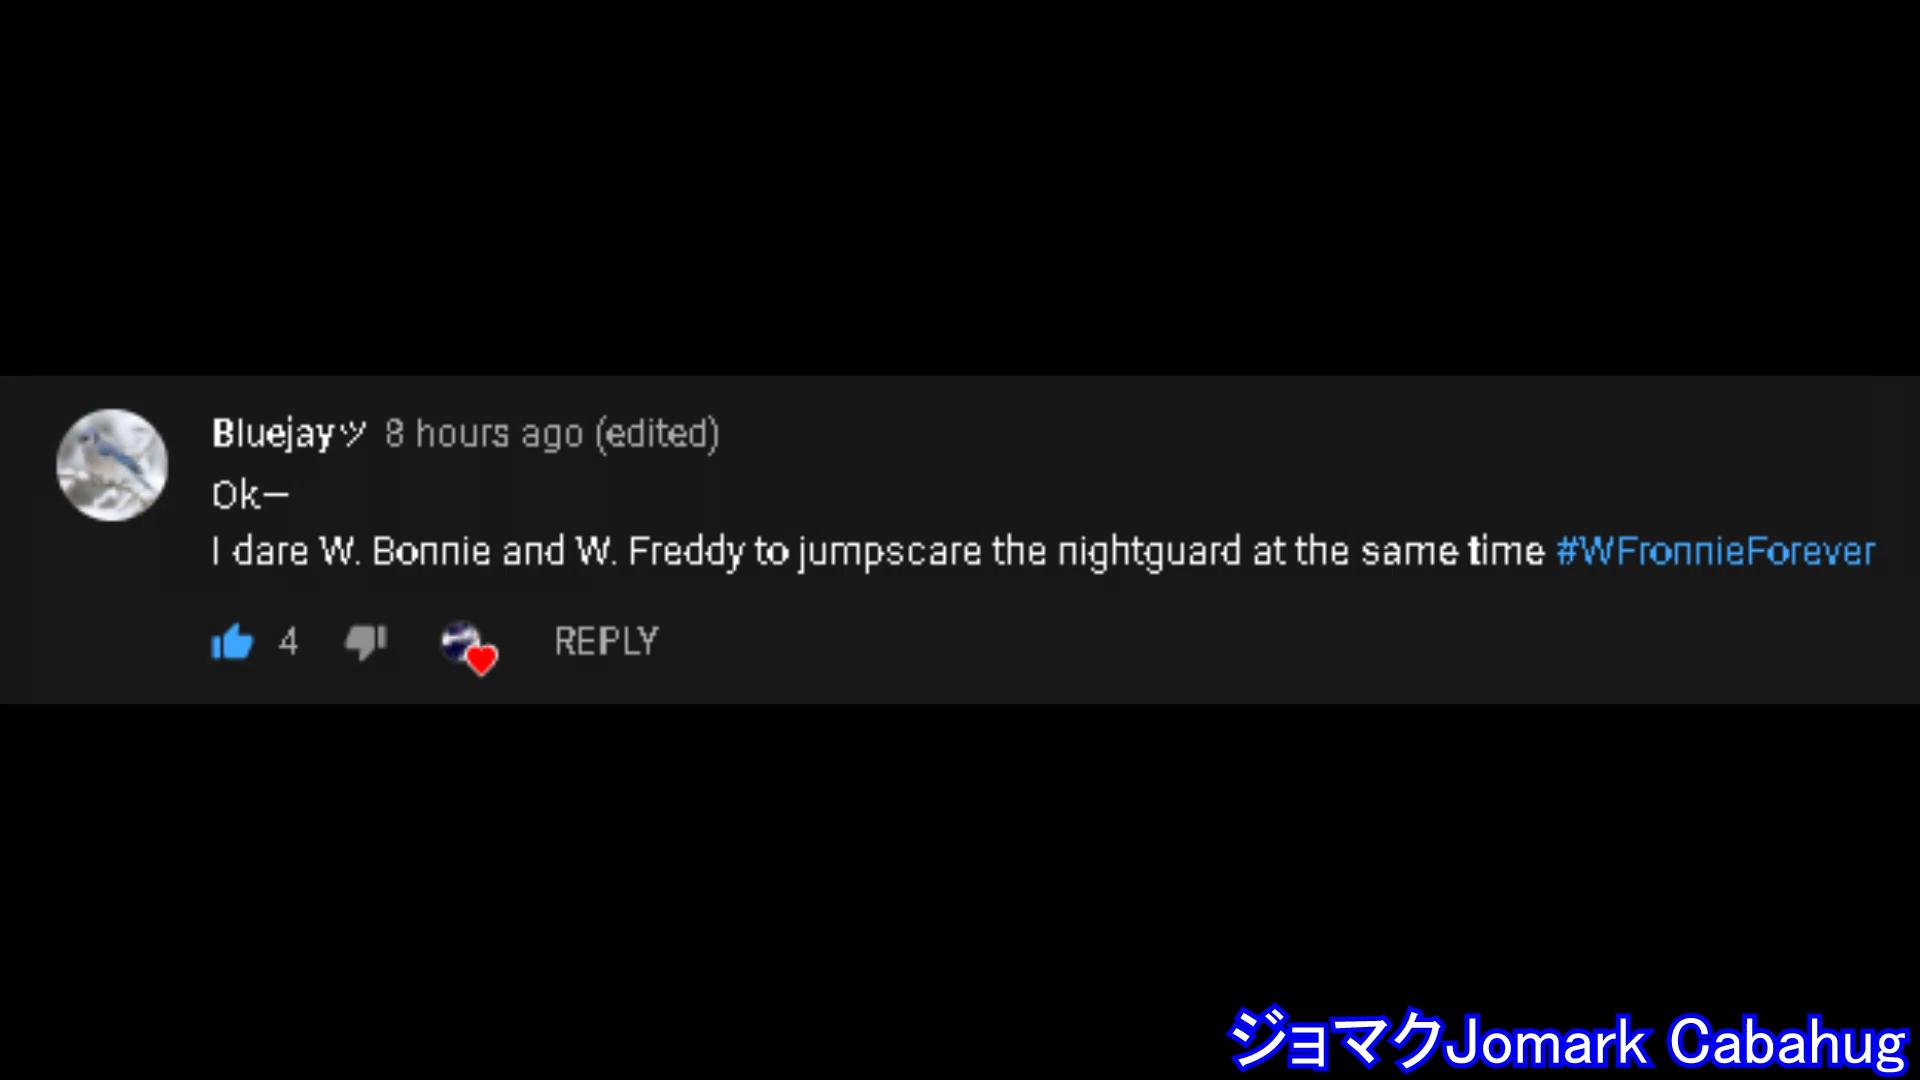 Bluejayツ 8 hours ago (edited)
Ok—
I dare W. Bonnie and W. Freddy to jumpscare the nightguard at the same time #WFronnieForever
4 REPLY
ジョマクJomark Cabahug